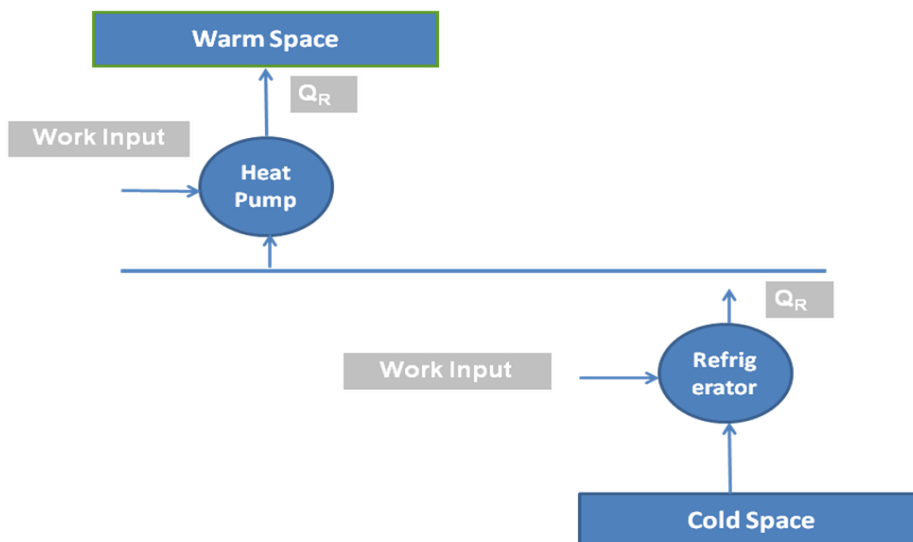 Warm Space
QR
Work Input
Heat
Pump
QR
Work Input
Refrig
erator
Cold Space